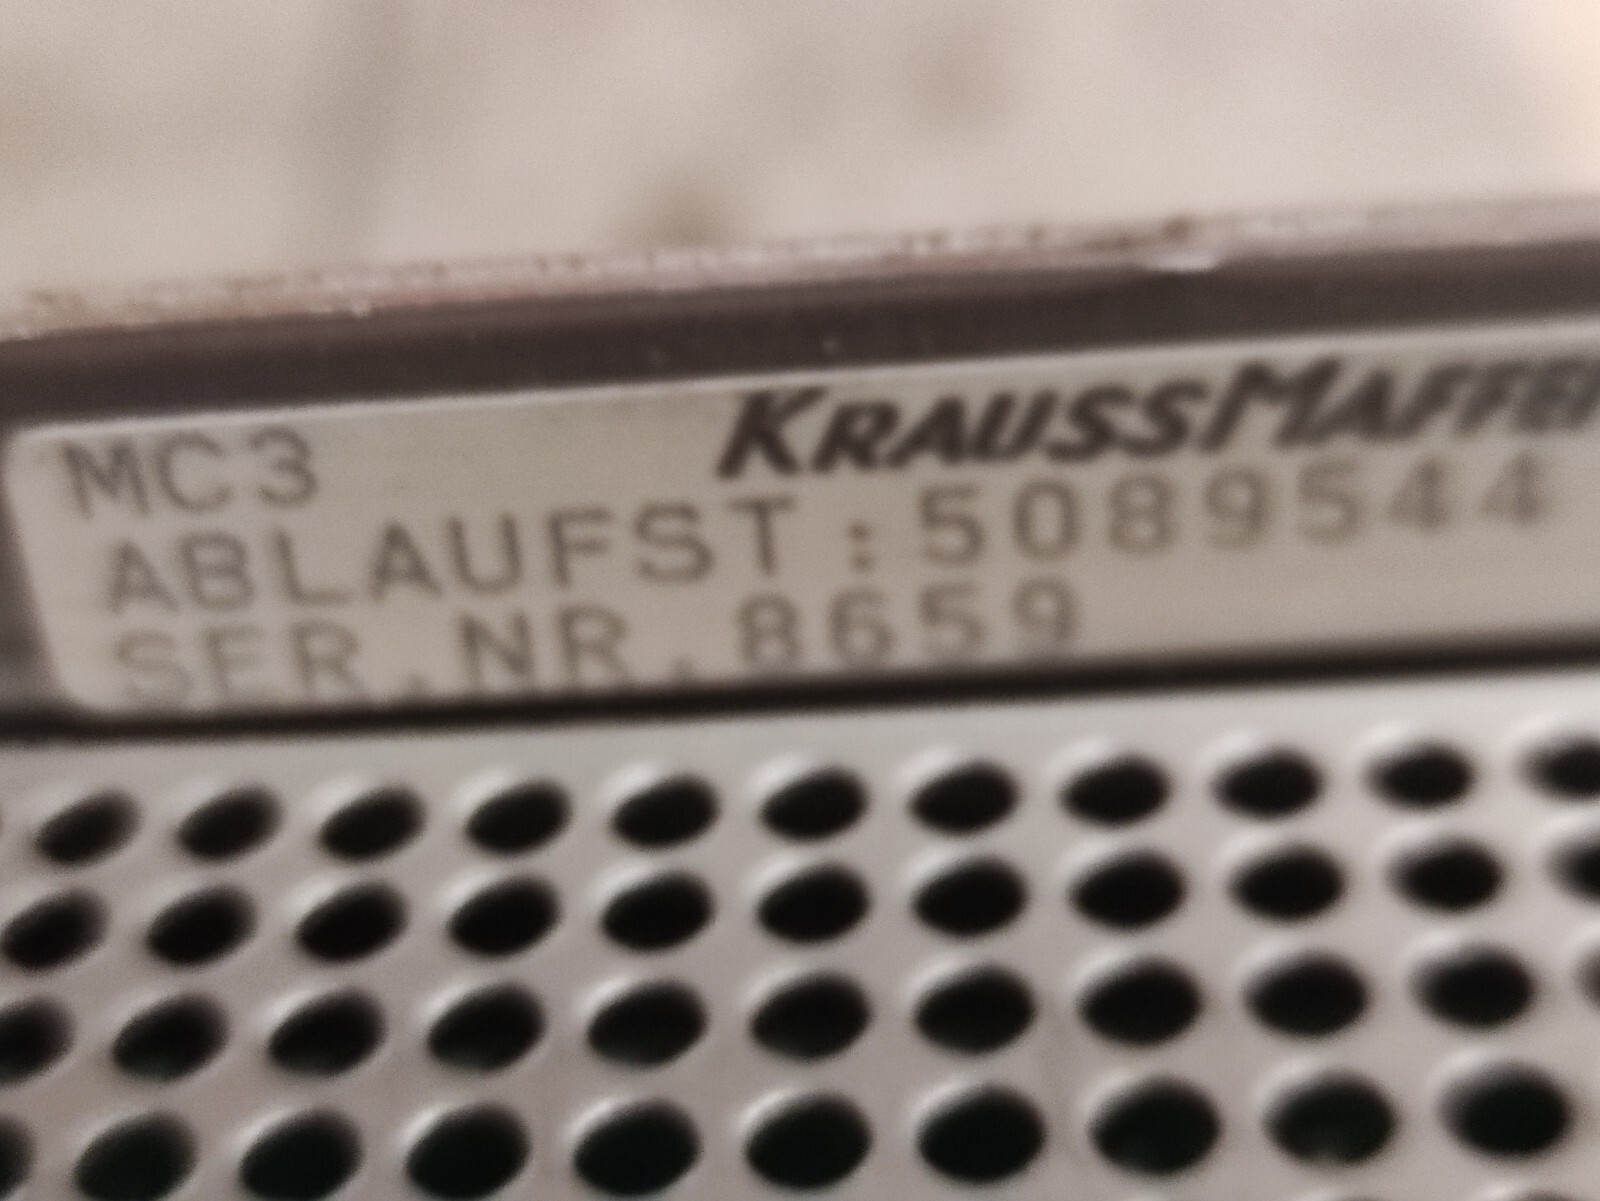 MC3 KRAUSSMAFFEI
ABLAUFST:5089544
SER.NR.8659